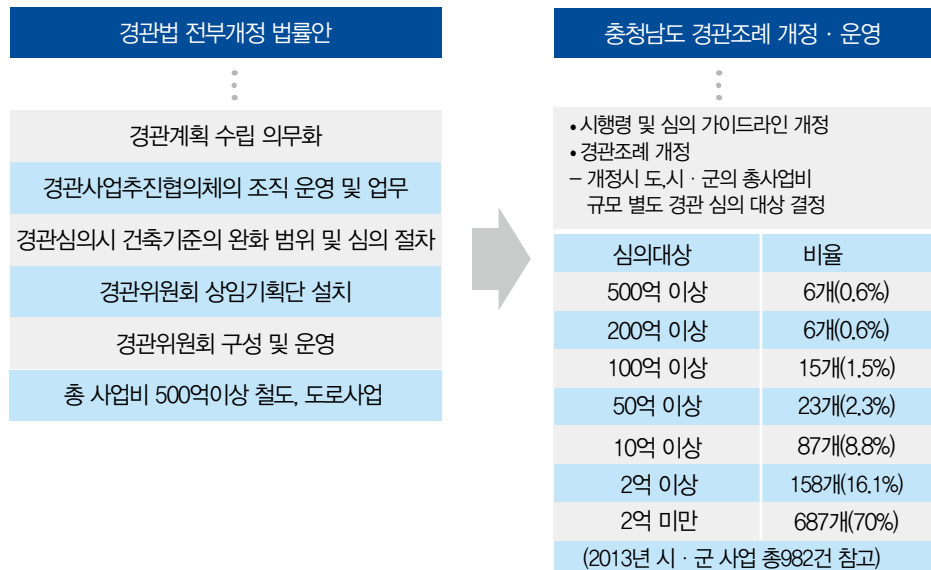 경관법 전부개정 법률안
경관계획 수립 의무화
경관사업추진협의체의 조직 운영 및 업무
경관심의시 건축기준의 완화 범위 및 심의 절차
경관위원회 상임기획단 설치
경관위원회 구성 및 운영
총 사업비 500억이상 철도, 도로사업
충청남도 경관조례 개정 · 운영
•시행령 및 심의 가이드라인 개정
•경관조례 개정
– 개정시 도,시 · 군의 총사업비
규모 별도 경관 심의 대상 결정
심의대상 비율
500억 이상 6개(0.6%)
200억 이상 6개(0.6%)
100억 이상 15개(1.5%)
50억 이상 23개(2.3%)
10억 이상 87개(8.8%)
2억 이상 158개(16.1%)
2억 미만 687개(70%)
(2013년 시 · 군 사업 총982건 참고)